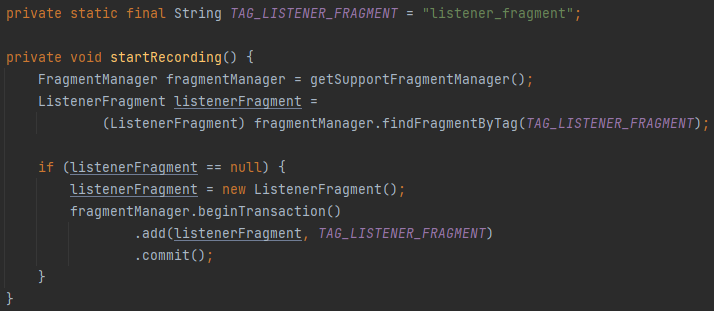 private static final String TAG_LISTENER_FRAGMENT = "listener_fragment";
private void startRecording() {
FragmentManager fragmentManager = getSupportFragmentManager();
ListenerFragment listenerFragment =
(ListenerFragment) fragmentManager.findFragmentByTag(TAG_LISTENER_FRAGMENT);
if (listenerFragment == null) {
listenerFragment = new ListenerFragment();
fragmentManager.beginTransaction()
.add(listenerFragment, TAG_LISTENER_FRAGMENT)
.commit();
}
}